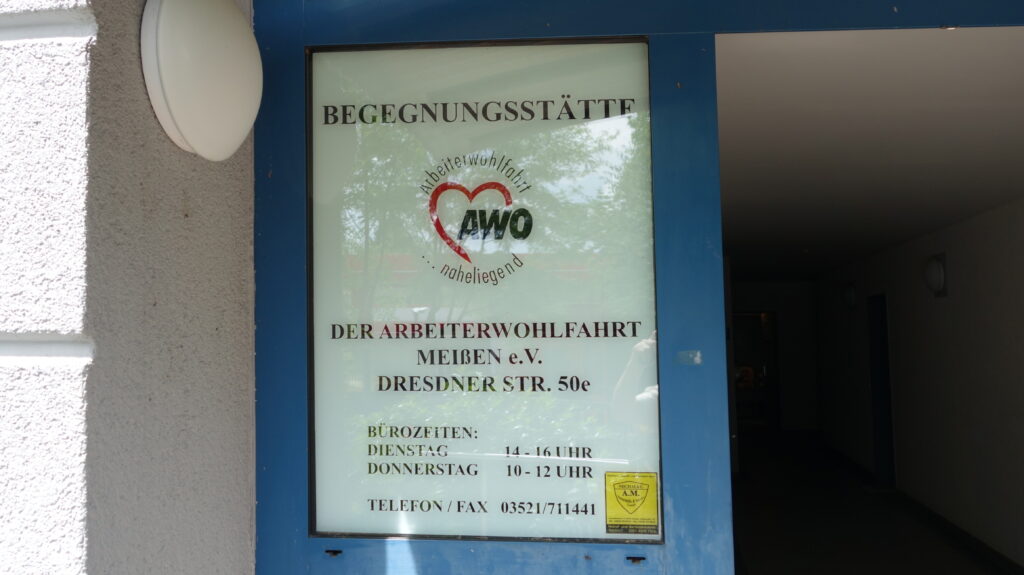 BEGEGNUNGSSTÄTTE
Arbeiterwohlfahrt
AWO
... naheliegend
DER ARBEITERWOHLFAHRT
MEIßEN e.V.
DRESDNER STR. 50e
BÜROZEITEN:
DIENSTAG 14 - 16 UHR
DONNERSTAG 10 - 12 UHR
TELEFON / FAX 03521/711441
A.M.